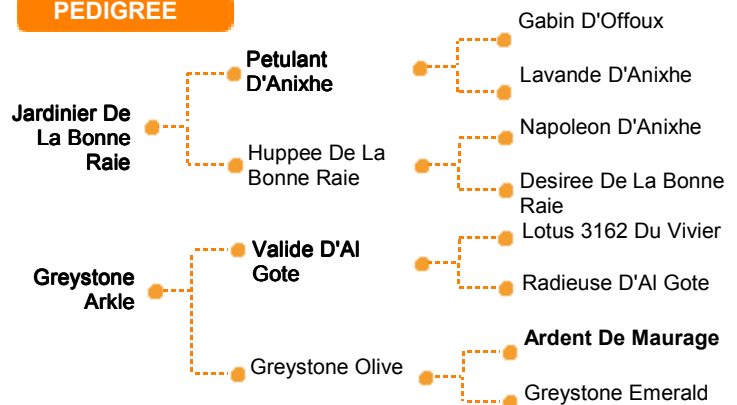 PEDIGREE
Gabin D'Offoux
Petulant
D'Anixhe
Lavande D'Anixhe
Jardinier De
La Bonne
Raie
Napoleon D'Anixhe
Huppee De La
Bonne Raie
Desiree De La Bonne
Raie
Lotus 3162 Du Vivier
Valide D'Al
Gote
Radieuse D'Al Gote
Greystone
Arkle
Ardent De Maurage
Greystone Olive
Greystone Emerald